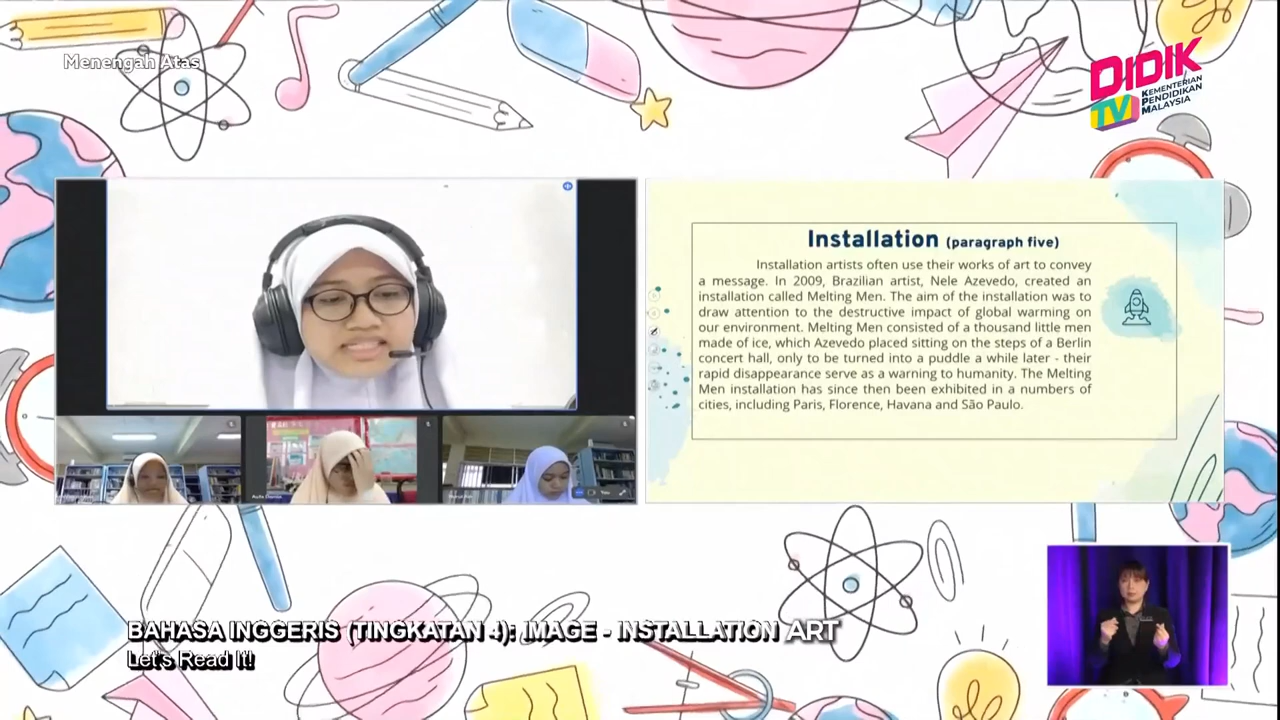 Menengah Atas
DIDIK
TV
KEMENTERIAN
PENDIDIKAN
MALAYSIA
Installation (paragraph five)
Installation artists often use their works of art to convey
a message. In 2009, Brazilian artist, Nele Azevedo, created an
installation called Melting Men. The aim of the installation was to
draw attention to the destructive impact of global warming on
our environment. Melting Men consisted of a thousand little men
made of ice, which Azevedo placed sitting on the steps of a Berlin
concert hall, only to be turned into a puddle a while later - their
rapid disappearance serve as a warning to humanity. The Melting
Men installation has since then been exhibited in a numbers of
cities, including Paris, Florence, Havana and São Paulo.
BAHASA INGGERIS (TINGKATAN 4): IMAGE - INSTALLATION ART
Let's Read It!